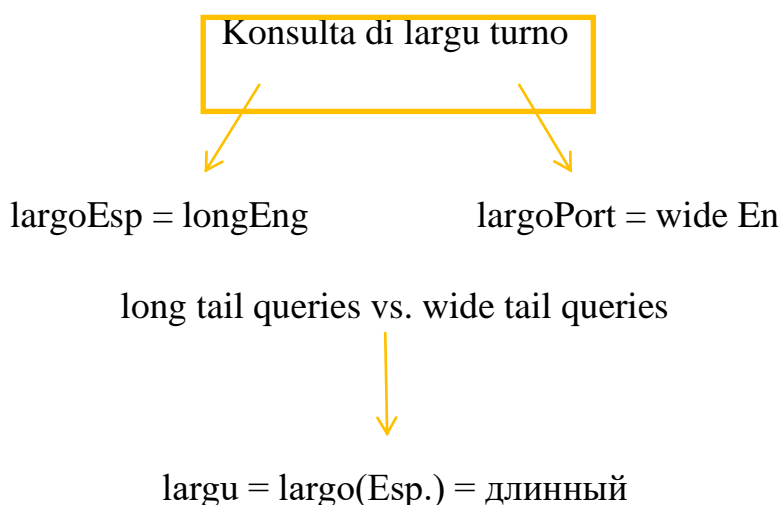 Konsulta di largu turno
largoEsp = longEng largoPort = wide En
long tail queries vs. wide tail queries
largu = largo(Esp.) = длинный